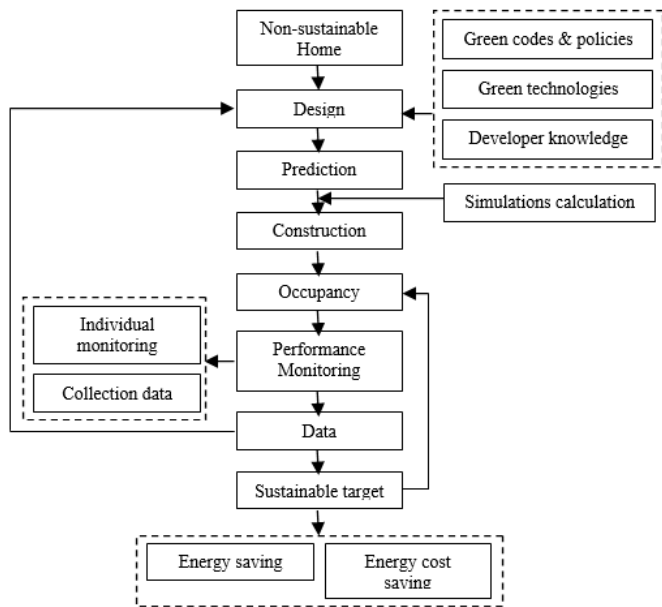 Non-sustainable
Home
Green codes & policies
Green technologies
Design
Developer knowledge
Prediction
Simulations calculation
Construction
Occupancy
Individual
monitoring
Performance
Monitoring
Collection data
Data
Sustainable target
Energy saving
Energy cost
saving